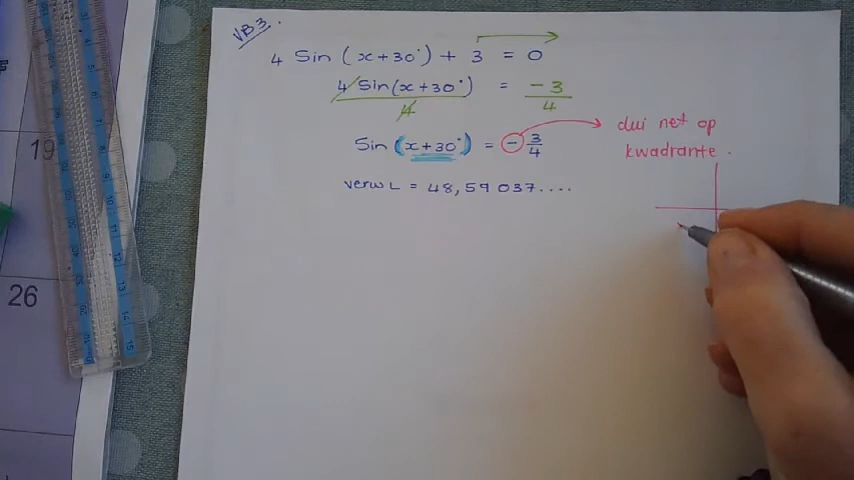 VB3.
4 Sin (x+30°) + 3 = 0
4 Sin(x+30°) / 4 = -3 / 4
Sin (x+30°) = - 3/4
dui net op
kwadrante.
verw L = 48,59037....
19
26